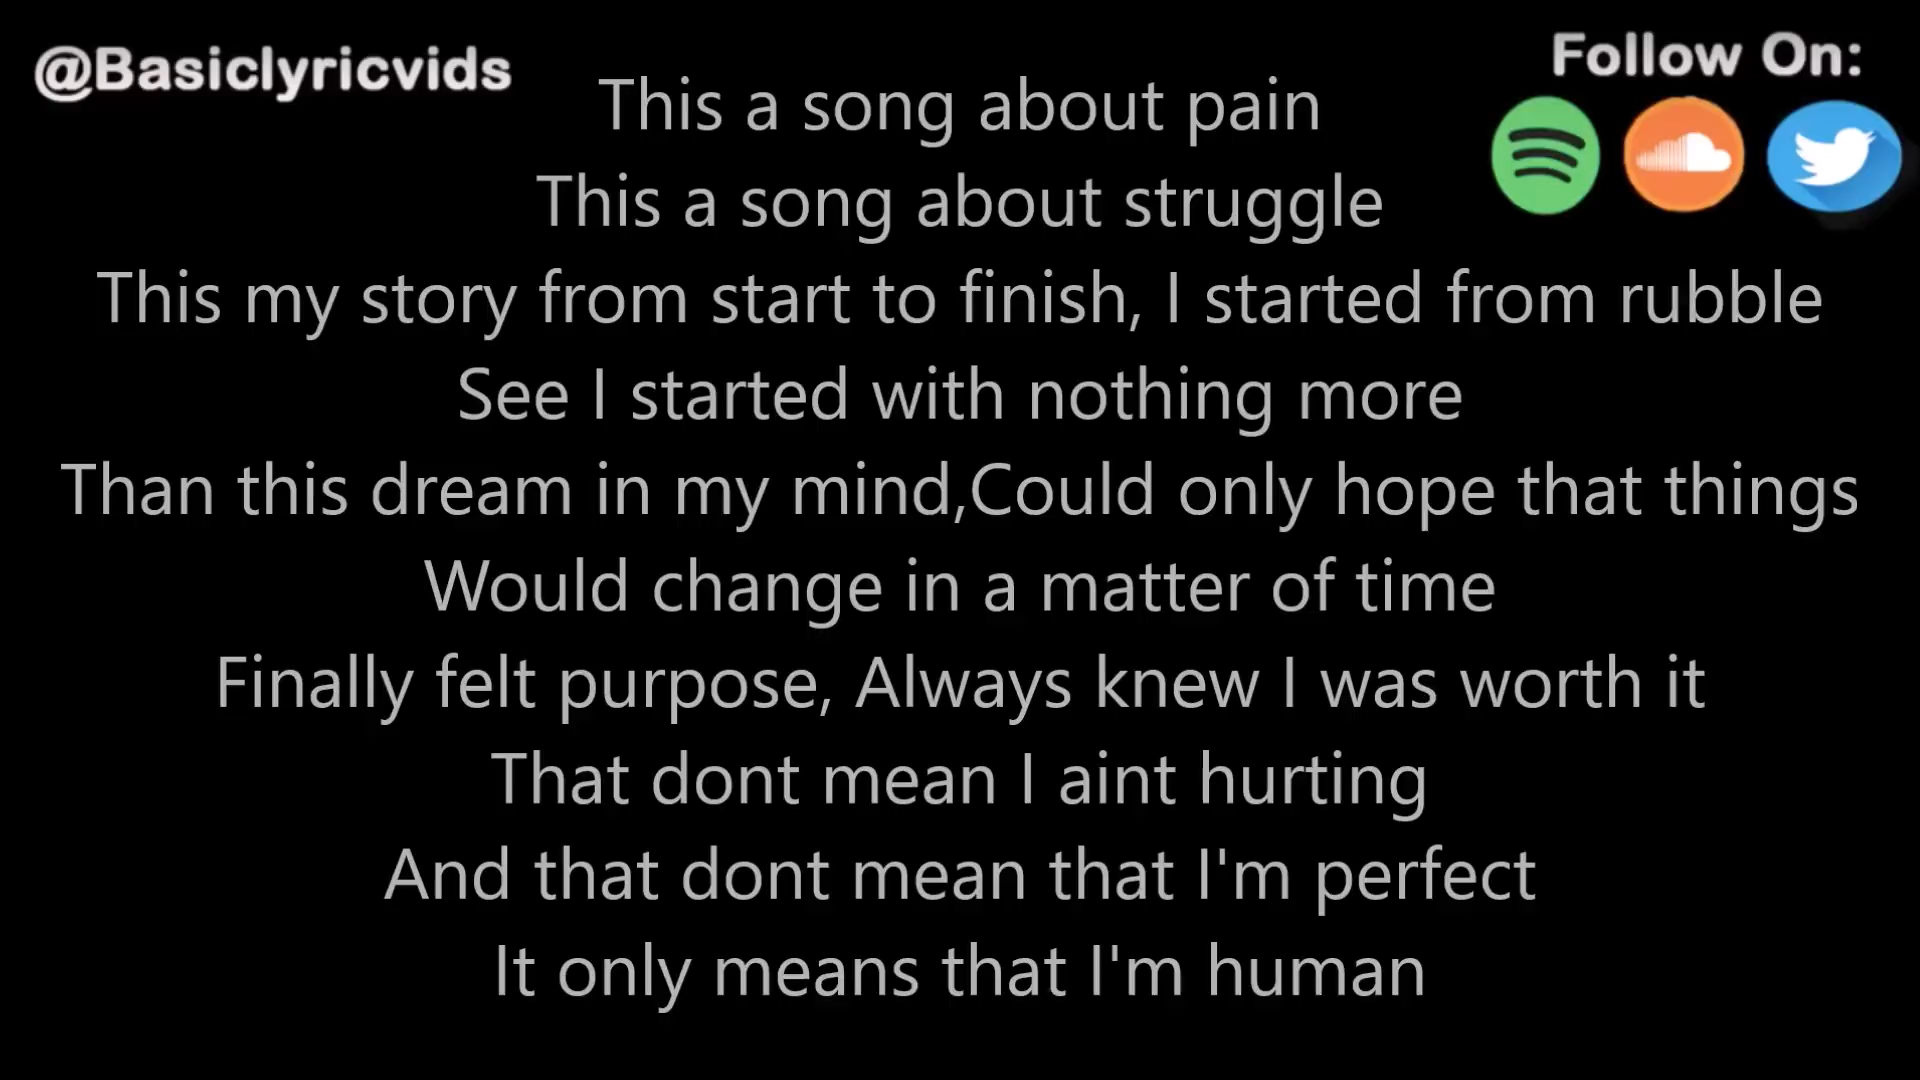 @Basiclyricvids
Follow On:
This a song about pain
This a song about struggle
This my story from start to finish, I started from rubble
See I started with nothing more
Than this dream in my mind,Could only hope that things
Would change in a matter of time
Finally felt purpose, Always knew I was worth it
That dont mean I aint hurting
And that dont mean that I'm perfect
It only means that I'm human